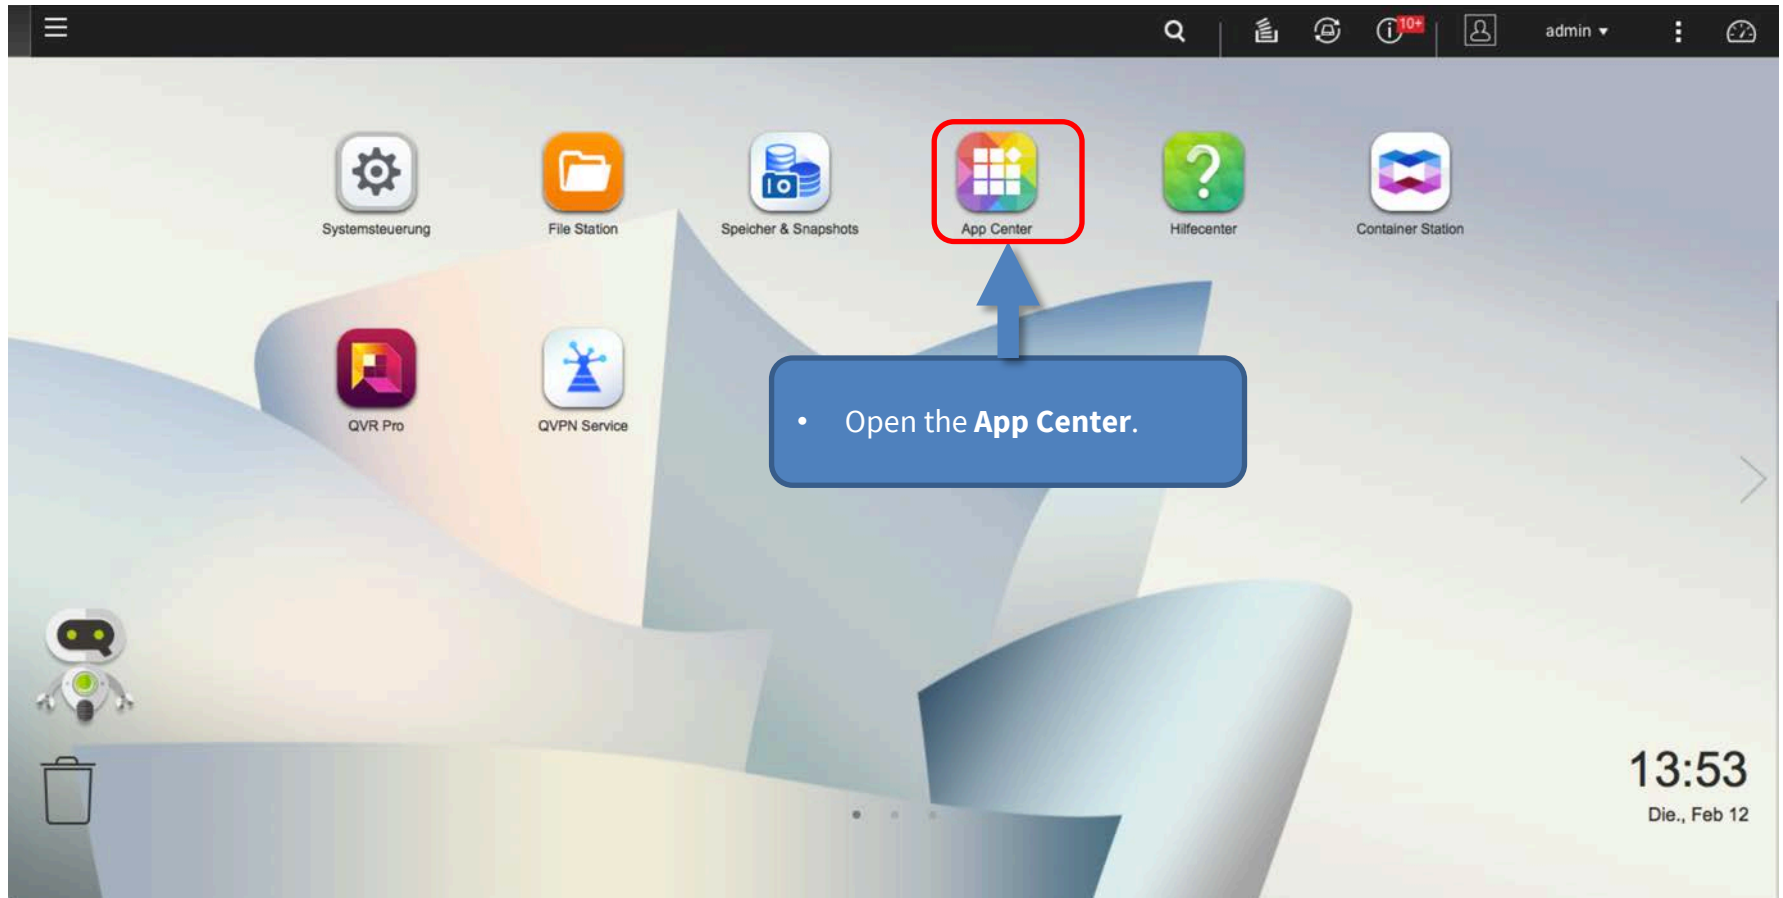 10+
admin
Systemsteuerung
File Station
Speicher & Snapshots
App Center
Hilfecenter
Container Station
QVR Pro
QVPN Service
• Open the App Center.
13:53
Die., Feb 12